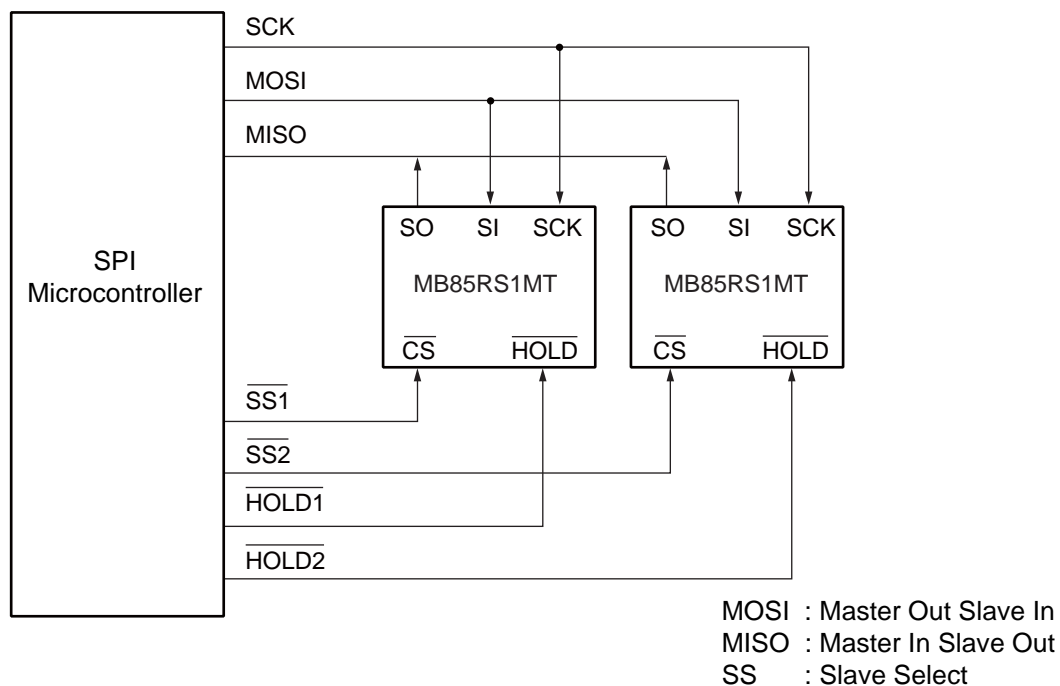 SCK
MOSI
MISO
SO SI SCK
SO SI SCK
SPI
Microcontroller
MB85RS1MT
MB85RS1MT
CS HOLD
CS HOLD
SS1
SS2
HOLD1
HOLD2
MOSI : Master Out Slave In
MISO : Master In Slave Out
SS : Slave Select